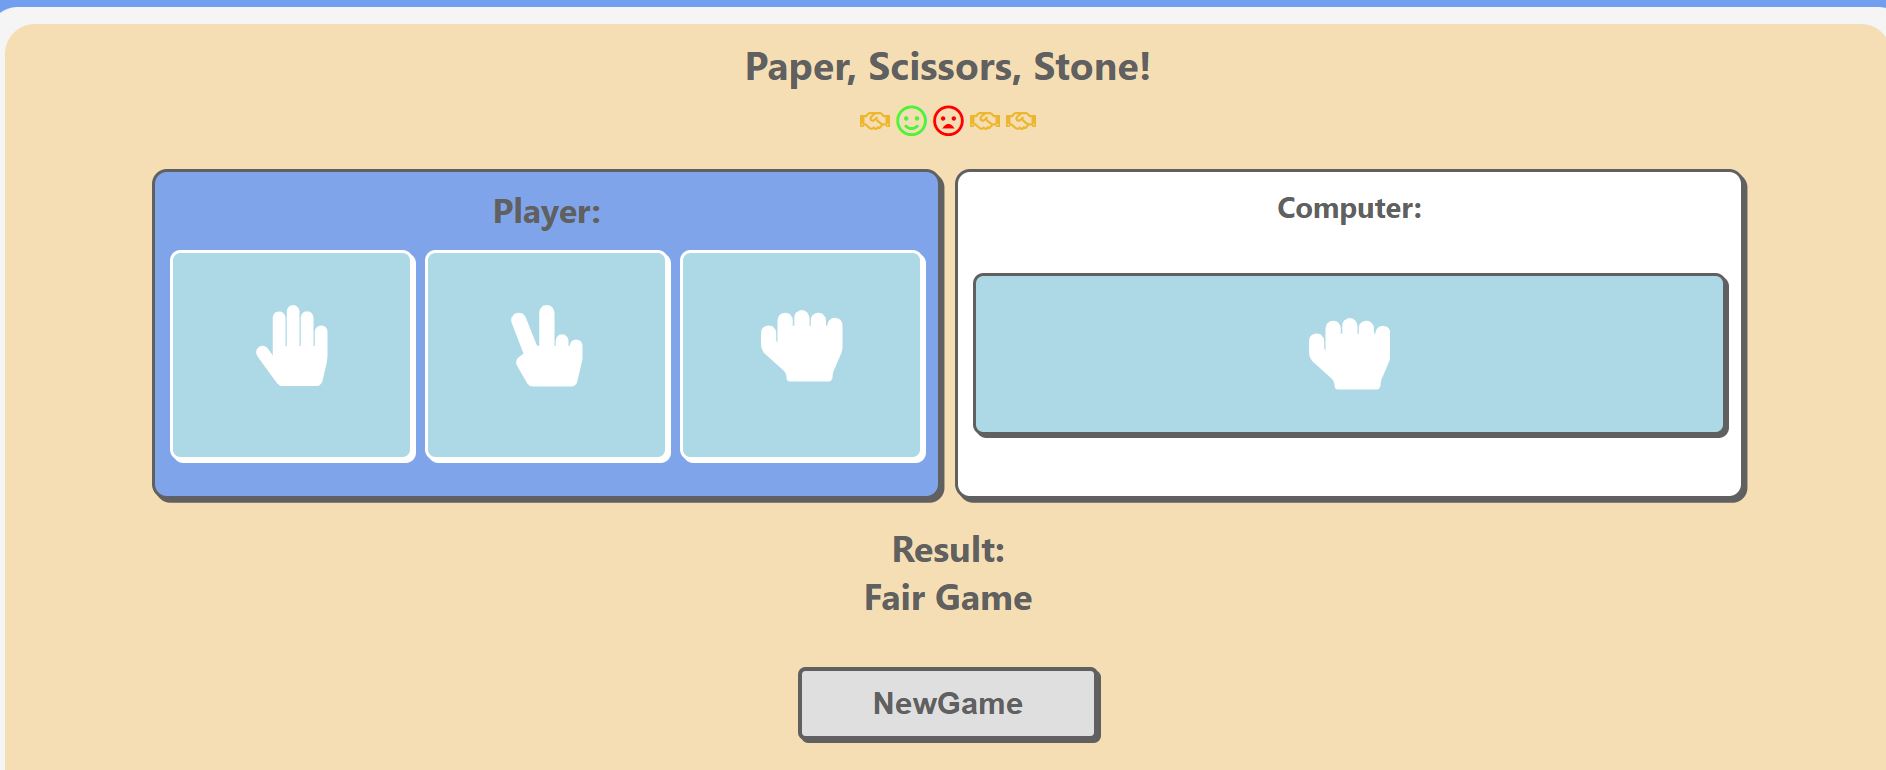 Paper, Scissors, Stone!
Player:
Computer:
Result:
Fair Game
NewGame